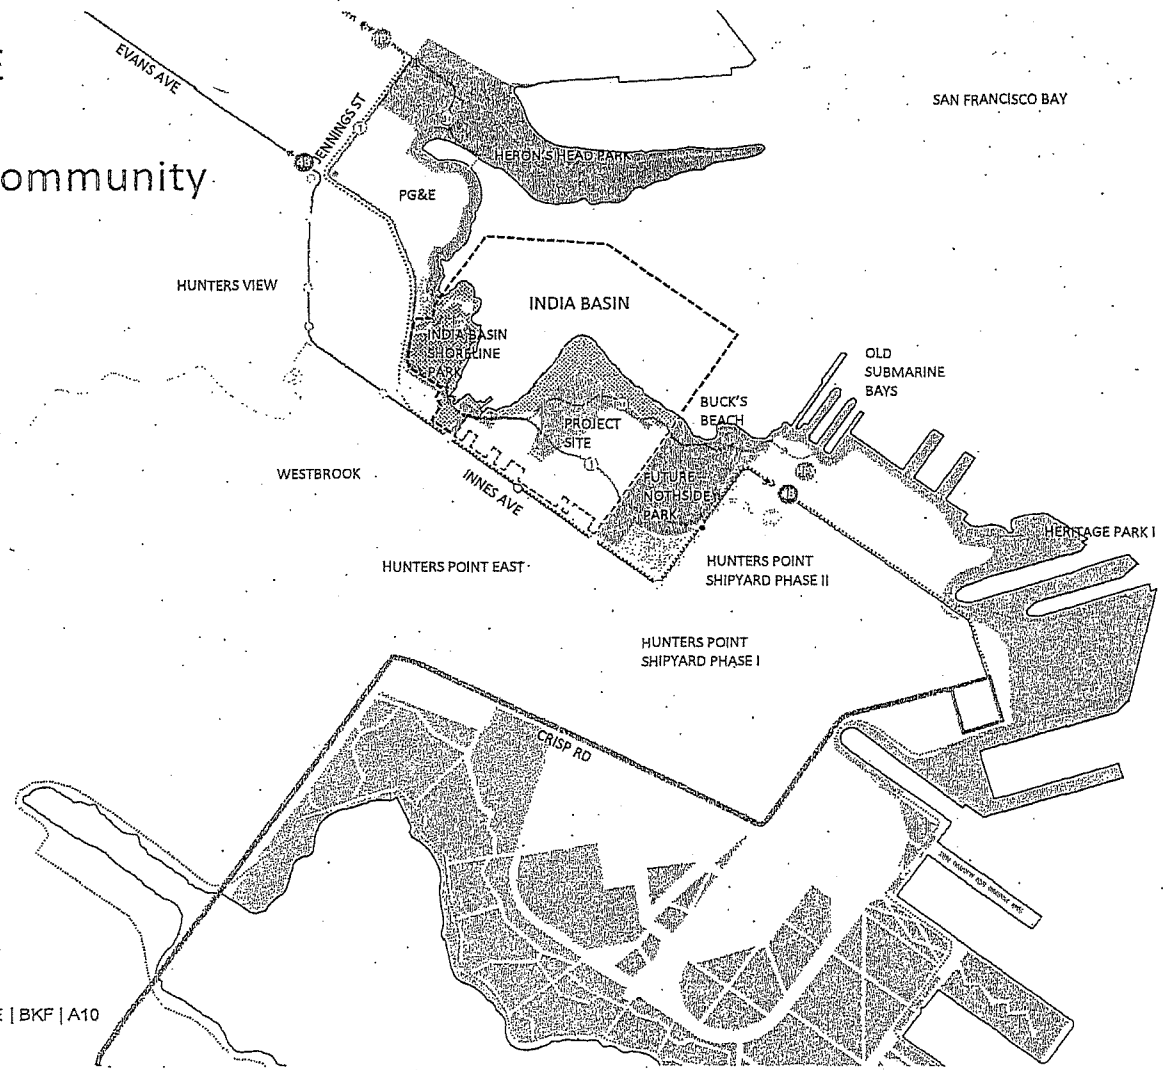 E
EVANS AVE
SAN FRANCISCO BAY
JENNINGS ST
ommunity
HERON'S HEAD PARK
PG&E
HUNTERS VIEW
INDIA BASIN
INDIA BASIN
SHORELINE
PARK
OLD
SUBMARINE
BAYS
BUCK'S
BEACH
PROJECT
SITE
WESTBROOK
INNES AVE
FUTURE
NOTHSIDE
PARK
HERITAGE PARK I
HUNTERS POINT EAST
HUNTERS POINT
SHIPYARD PHASE II
HUNTERS POINT
SHIPYARD PHASE I
CRISP RD
E | BKF | A10